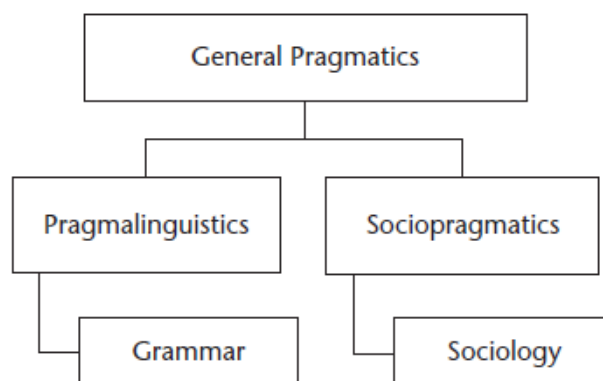 General Pragmatics
Pragmalinguistics
Sociopragmatics
Grammar
Sociology